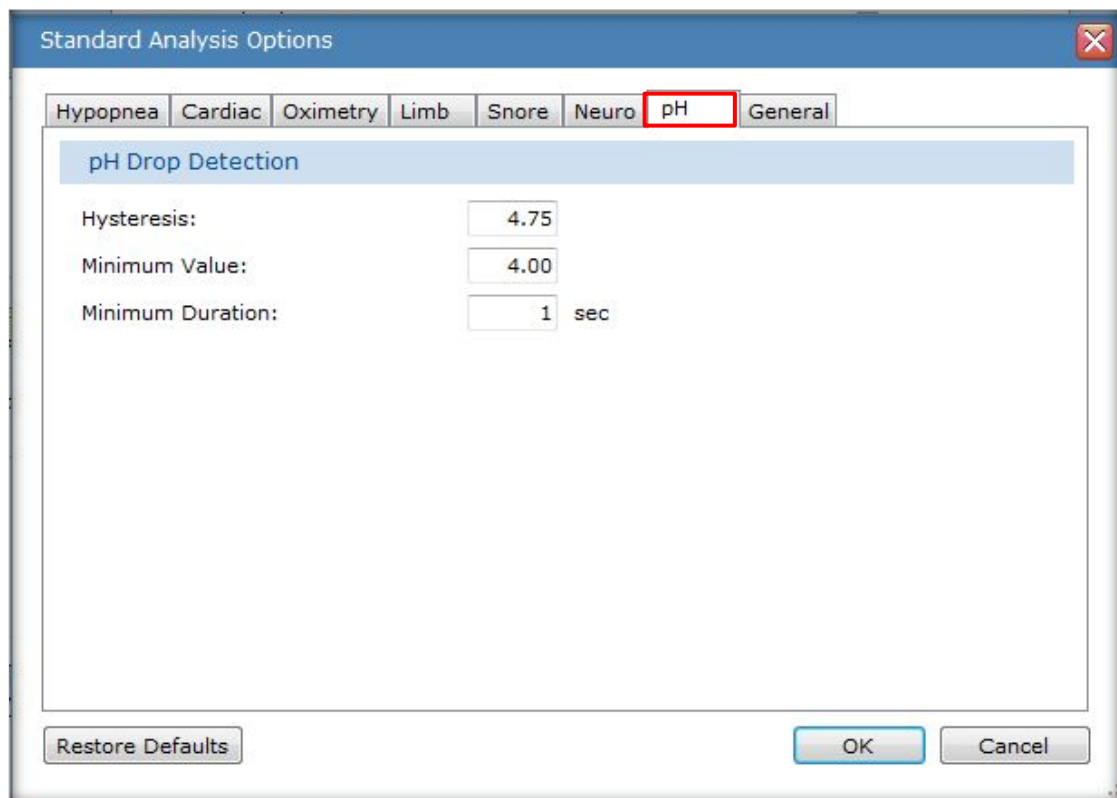 Standard Analysis Options
Hypopnea Cardiac Oximetry Limb Snore Neuro pH General
pH Drop Detection
Hysteresis: 4.75
Minimum Value: 4.00
Minimum Duration: 1 sec
Restore Defaults OK Cancel